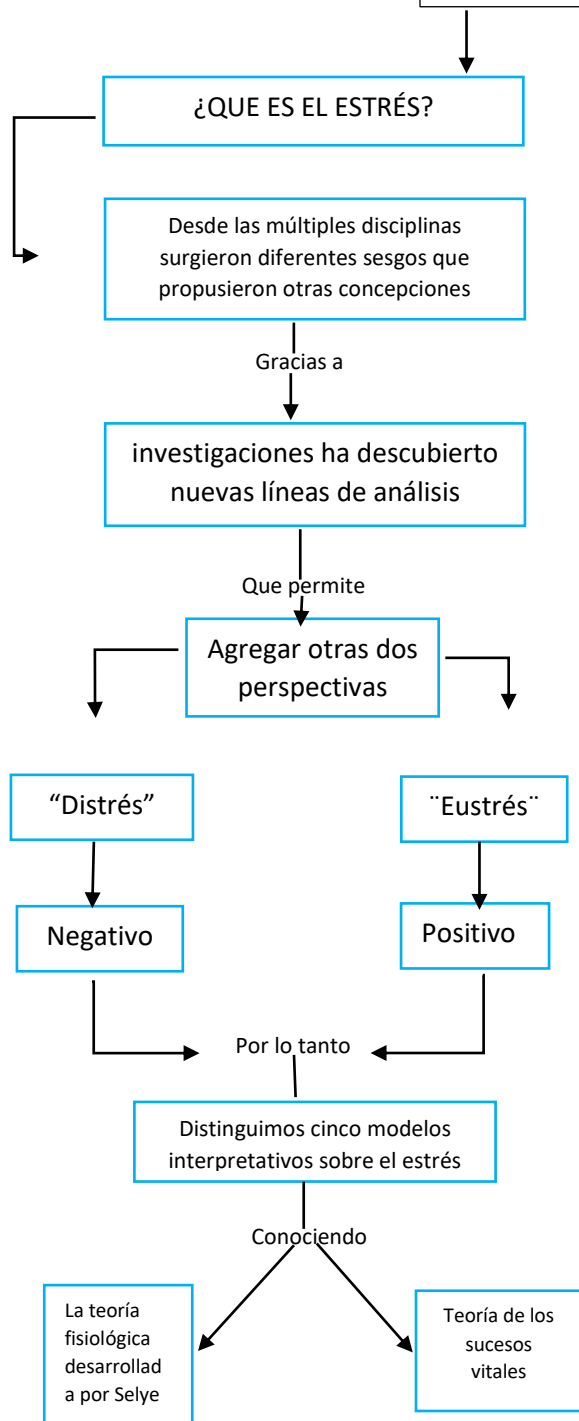 ¿QUE ES EL ESTRÉS?
Desde las múltiples disciplinas
surgieron diferentes sesgos que
propusieron otras concepciones
Gracias a
investigaciones ha descubierto
nuevas líneas de análisis
Que permite
Agregar otras dos
perspectivas
“Distrés”
¨Eustrés¨
Negativo
Positivo
Por lo tanto
Distinguimos cinco modelos
interpretativos sobre el estrés
Conociendo
La teoría
fisiológica
desarrollad
a por Selye
Teoría de los
sucesos
vitales